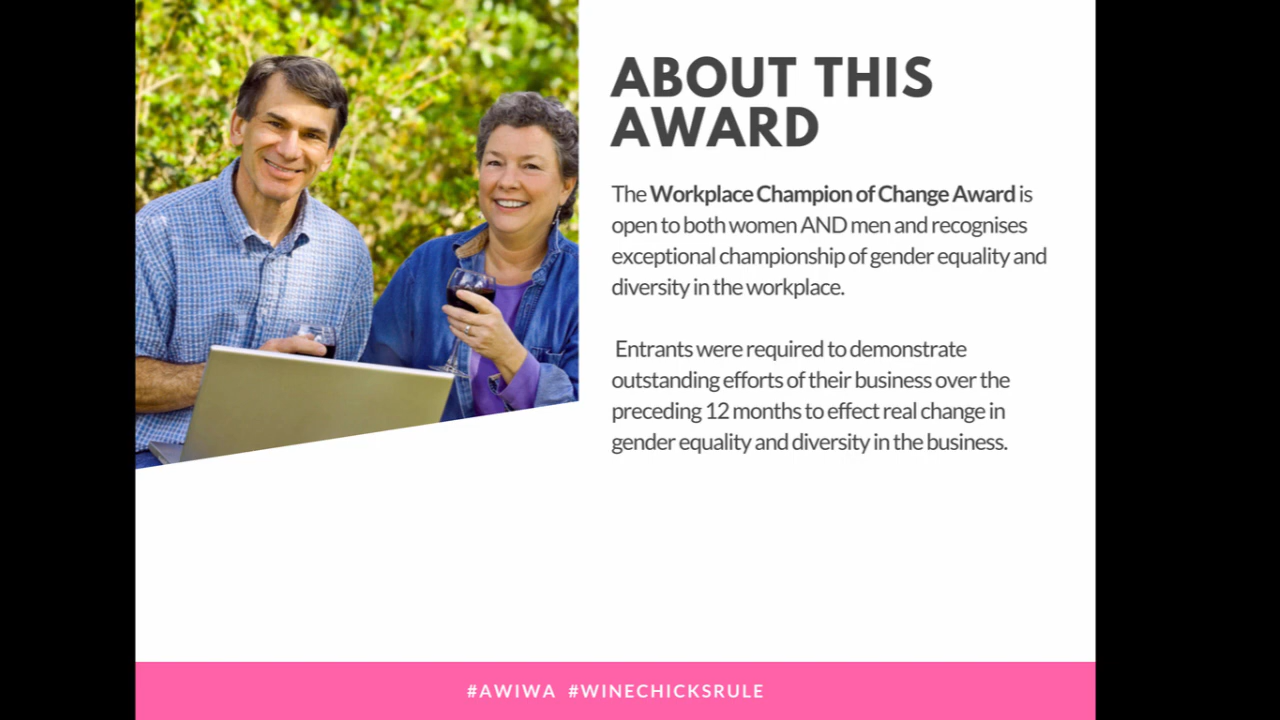 ABOUT THIS
AWARD
The Workplace Champion of Change Award is
open to both women AND men and recognises
exceptional championship of gender equality and
diversity in the workplace.
Entrants were required to demonstrate
outstanding efforts of their business over the
preceding 12 months to effect real change in
gender equality and diversity in the business.
#AWIWA #WINECHICKSRULE